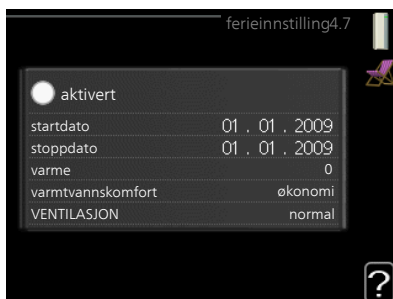 ferieinnstilling4.7
aktivert
startdato 01 . 01 . 2009
stoppdato 01 . 01 . 2009
varme 0
varmtvannskomfort økonomi
VENTILASJON normal
?